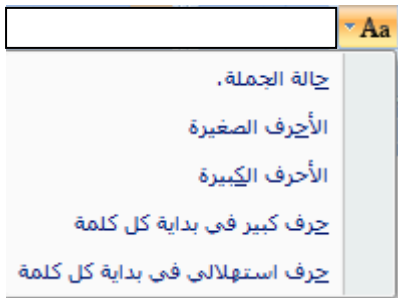 Aa
حالة الجملة.
الأحرف الصغيرة
الأحرف الكبيرة
حرف كبير في بداية كل كلمة
حرف استهلالي في بداية كل كلمة